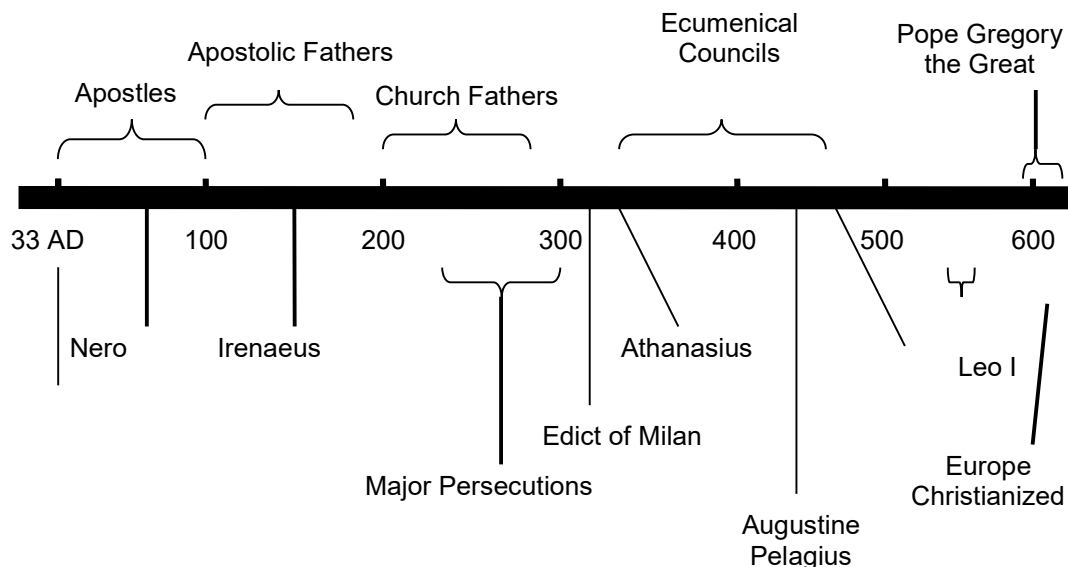 Ecumenical
Councils
Pope Gregory
the Great
Apostolic Fathers
Apostles
Church Fathers
33 AD
100
200
300
400
500
600
Nero
Irenaeus
Athanasius
Leo I
Edict of Milan
Major Persecutions
Europe
Christianized
Augustine
Pelagius